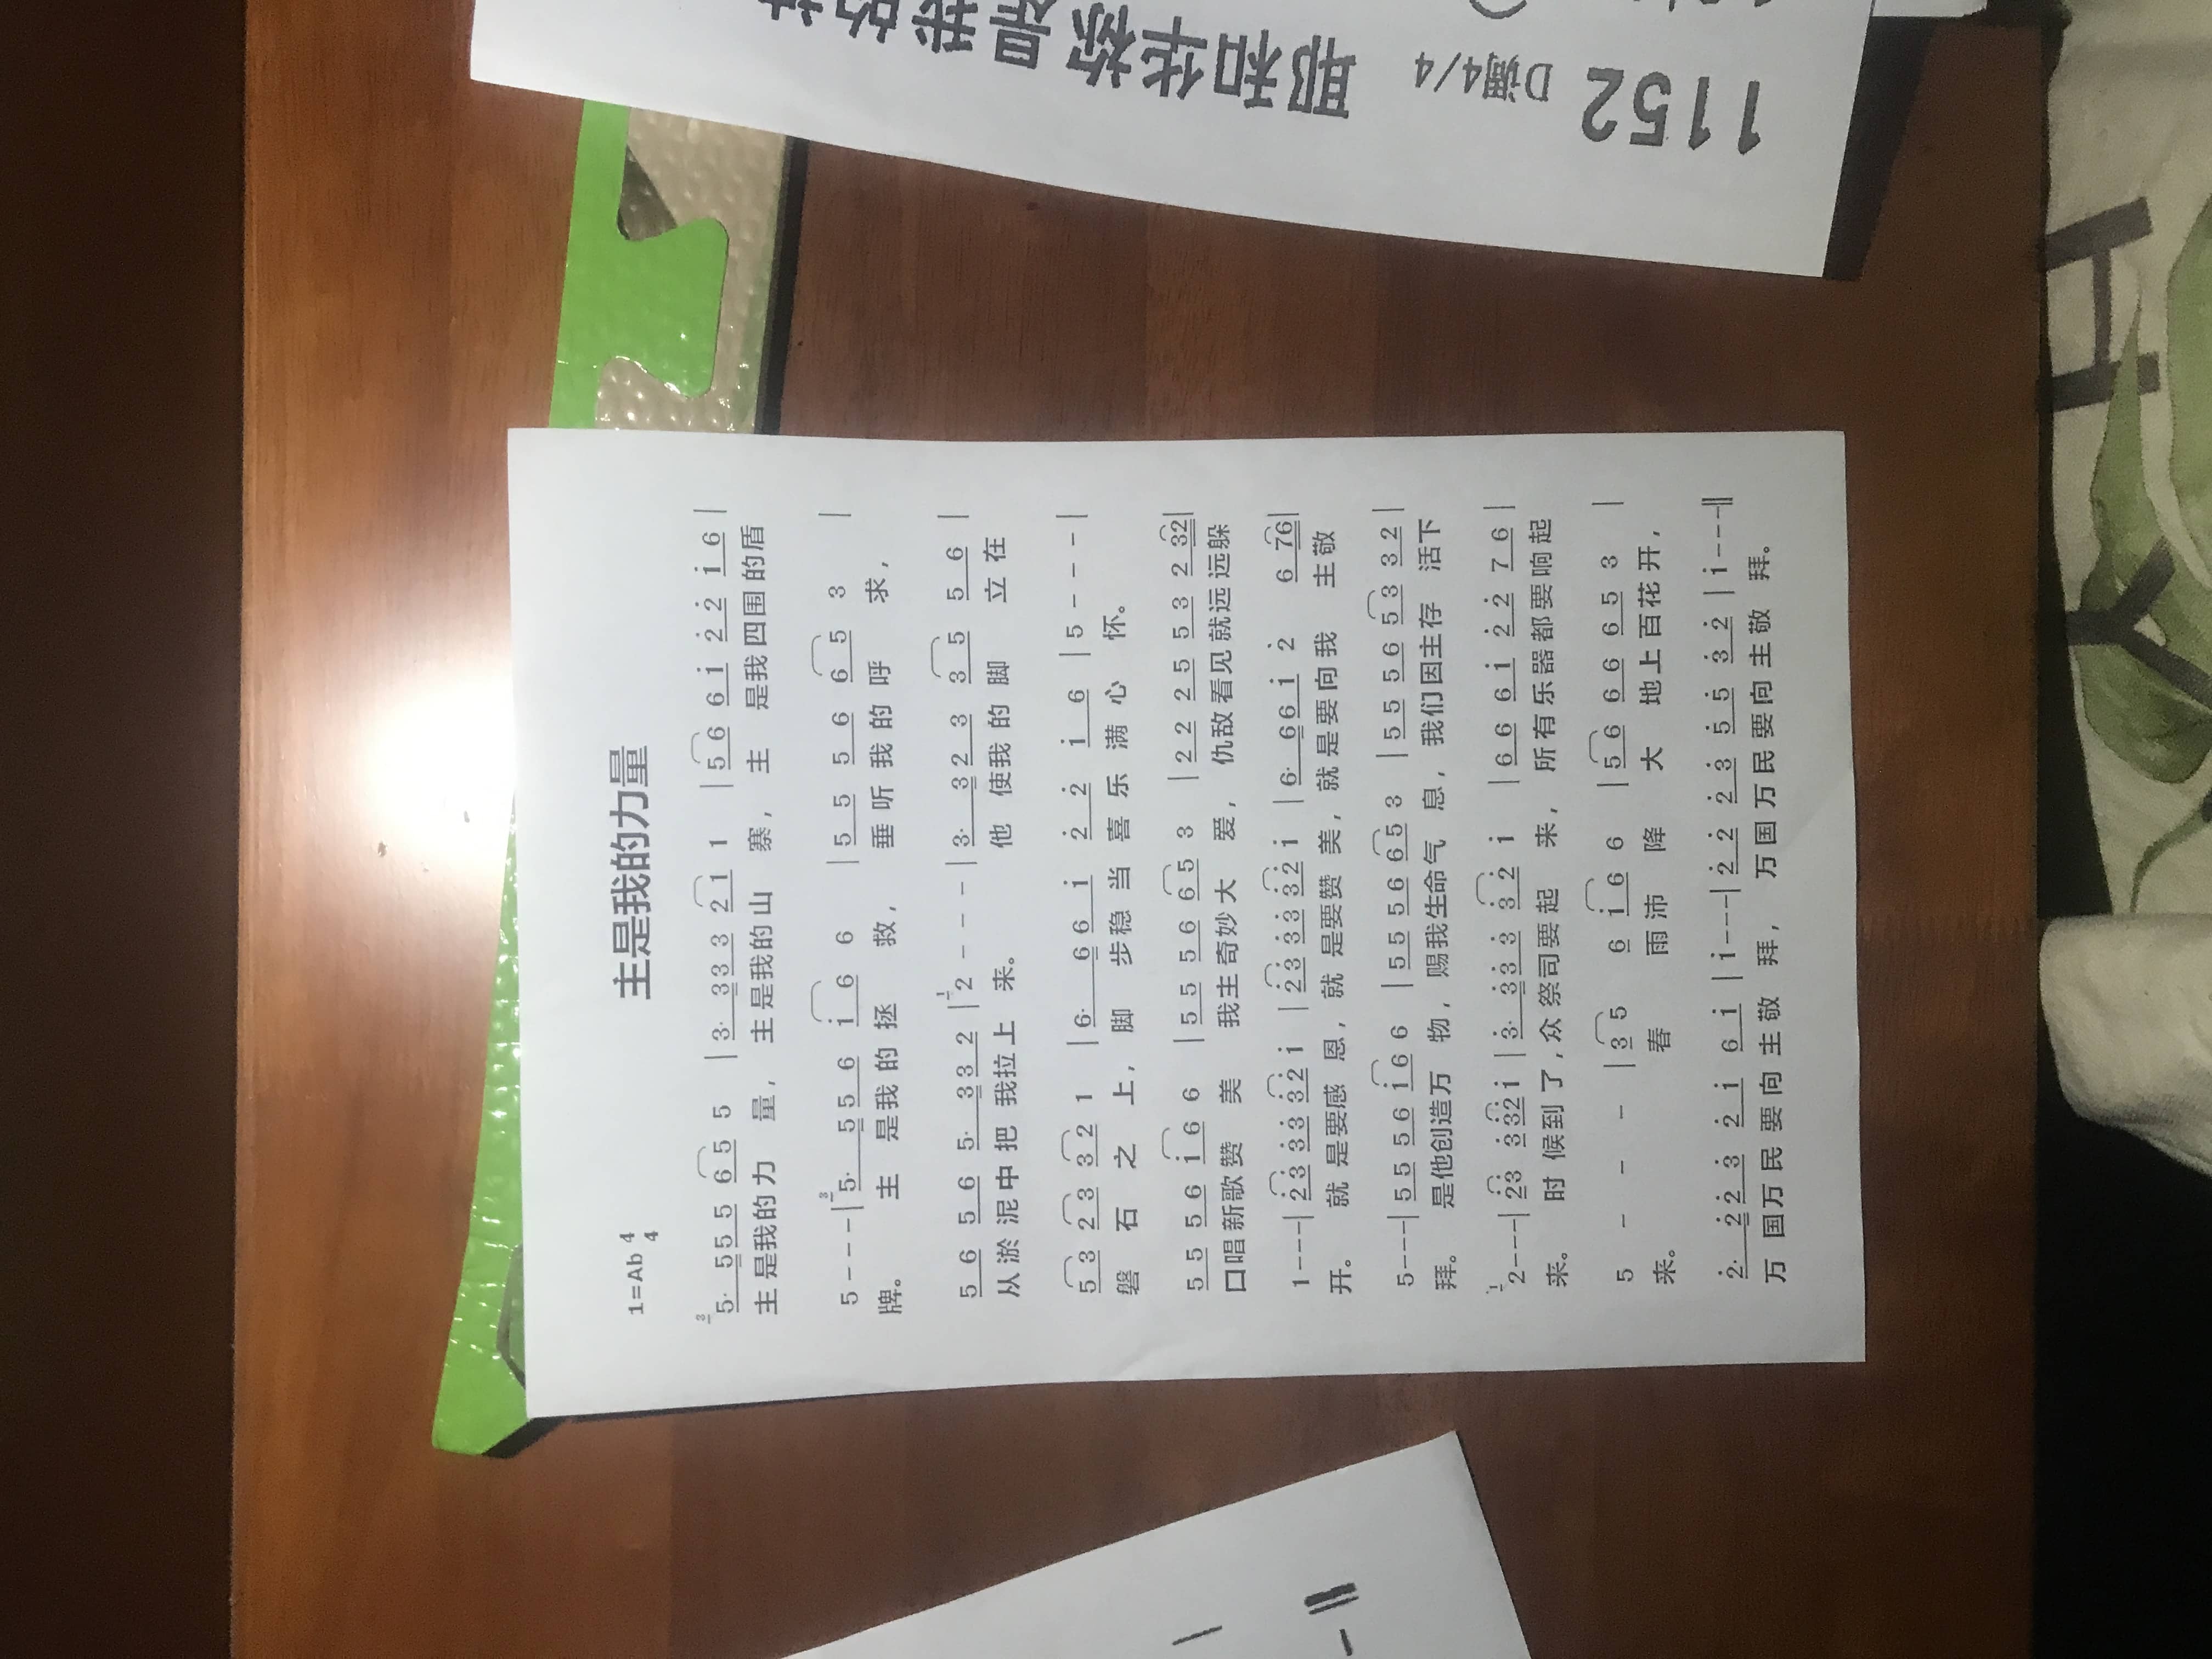 主是我的力量
1=Ab 4/4
3 5· 5 5 5 6 5 5 | 3· 3 3 3 2 1 1 | 5 6 6 i̇ 2̇ 2̇ i̇ 6 |
主是我的力 量， 主是我的山 寨， 主 是我四围的盾
5 - - - | 3 5· 5 5 6 i̇ 6 6 | 5 5 5 6 6 5 3 |
牌。 主 是我的拯 救， 垂听我的呼 求，
5 6 5 6 5· 3 3 2 | 1 2 - - - | 3· 3 2 3 3 5 5 6 |
从淤泥中把 我拉上 来。 他 使我的脚 立在
5 3 2 3 3 2 1 | 6· 6 6 i̇ 2̇ 2̇ i̇ 6 | 5 - - - |
磐 石 之 上， 脚 步稳当喜乐满心 怀。
5 5 5 6 i̇ 6 6 | 5 5 5 6 6 5 3 | 2 2 2 5 5 3 2 3 2 |
口唱新歌赞 美 我主奇妙大 爱， 仇敌看见就远远躲
1 - - - | 2̇ 3̇ 3̇ 3̇ 3̇ 2̇ i̇ | 2̇ 3̇ 3̇ 3̇ 3̇ 2̇ i̇ | 6· 6 6 i̇ 2̇ 6 7 6 |
开。 就 是要感 恩，就 是要赞 美，就是要向我 主敬
5 - - - | 5 5 5 6 i̇ 6 6 | 5 5 5 6 6 5 3 | 5 5 5 6 5 3 3 2 |
拜。 是他创造万 物，赐我生命气 息，我们因主存 活下
1 2 - - - | 2̇ 3̇ 3̇ 3̇ 2̇ i̇ | 3̇· 3̇ 3̇ 3̇ 3̇ 2̇ i̇ | 6 6 6 i̇ 2̇ 2̇ 7 6 |
来。 时 候到了，众祭司要起 来， 所有乐器都要响起
5 - - - | 3 5 6 i̇ 6 6 | 5 6 6 6 6 5 3 |
来。 春 雨沛 降 大 地上百花开，
2̇· 2̇ 2̇ 3̇ 2̇ i̇ 6 i̇ | i̇ - - - | 2̇ 2̇ 2̇ 3̇ 5̇ 5̇ 3̇ 2̇ | i̇ - - - ‖
万 国万民要向主敬 拜， 万国万民要向主敬 拜。
1152 D调4/4 耶和华祢是我的